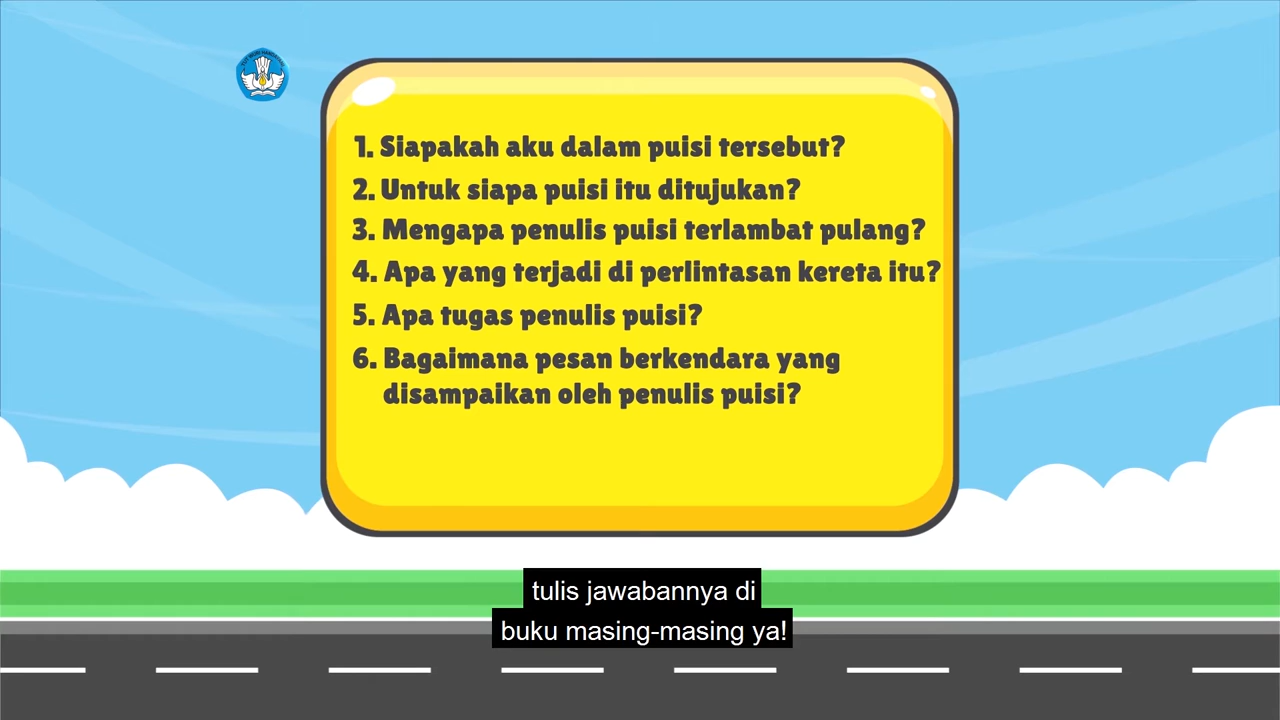 1. Siapakah aku dalam puisi tersebut?
2. Untuk siapa puisi itu ditujukan?
3. Mengapa penulis puisi terlambat pulang?
4. Apa yang terjadi di perlintasan kereta itu?
5. Apa tugas penulis puisi?
6. Bagaimana pesan berkendara yang
disampaikan oleh penulis puisi?
tulis jawabannya di
buku masing-masing ya!